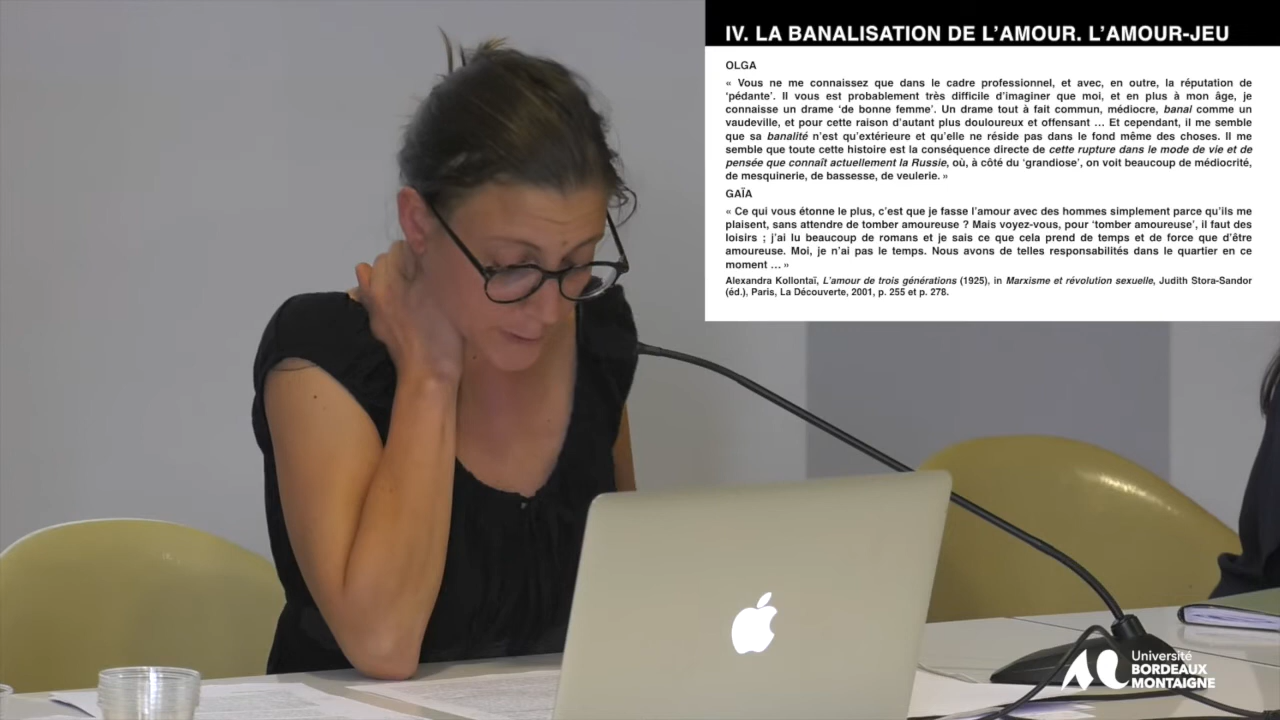 IV. LA BANALISATION DE L'AMOUR. L'AMOUR-JEU
OLGA
« Vous ne me connaissez que dans le cadre professionnel, et avec, en outre, la réputation de
'pédante'. Il vous est probablement très difficile d'imaginer que moi, et en plus à mon âge, je
connaisse un drame 'de bonne femme'. Un drame tout à fait commun, médiocre, banal comme un
vaudeville, et pour cette raison d'autant plus douloureux et offensant ... Et cependant, il me semble
que sa banalité n'est qu'extérieure et qu'elle ne réside pas dans le fond même des choses. Il me
semble que toute cette histoire est la conséquence directe de cette rupture dans le mode de vie et de
pensée que connaît actuellement la Russie, où, à côté du 'grandiose', on voit beaucoup de médiocrité,
de mesquinerie, de bassesse, de veulerie. »
GAÏA
« Ce qui vous étonne le plus, c'est que je fasse l'amour avec des hommes simplement parce qu'ils me
plaisent, sans attendre de tomber amoureuse ? Mais voyez-vous, pour 'tomber amoureuse', il faut des
loisirs ; j'ai lu beaucoup de romans et je sais ce que cela prend de temps et de force que d'être
amoureuse. Moi, je n'ai pas le temps. Nous avons de telles responsabilités dans le quartier en ce
moment ... »
Alexandra Kollontaï, L'amour de trois générations (1925), in Marxisme et révolution sexuelle, Judith Stora-Sandor
(éd.), Paris, La Découverte, 2001, p. 255 et p. 278.
Université
BORDEAUX
MONTAIGNE